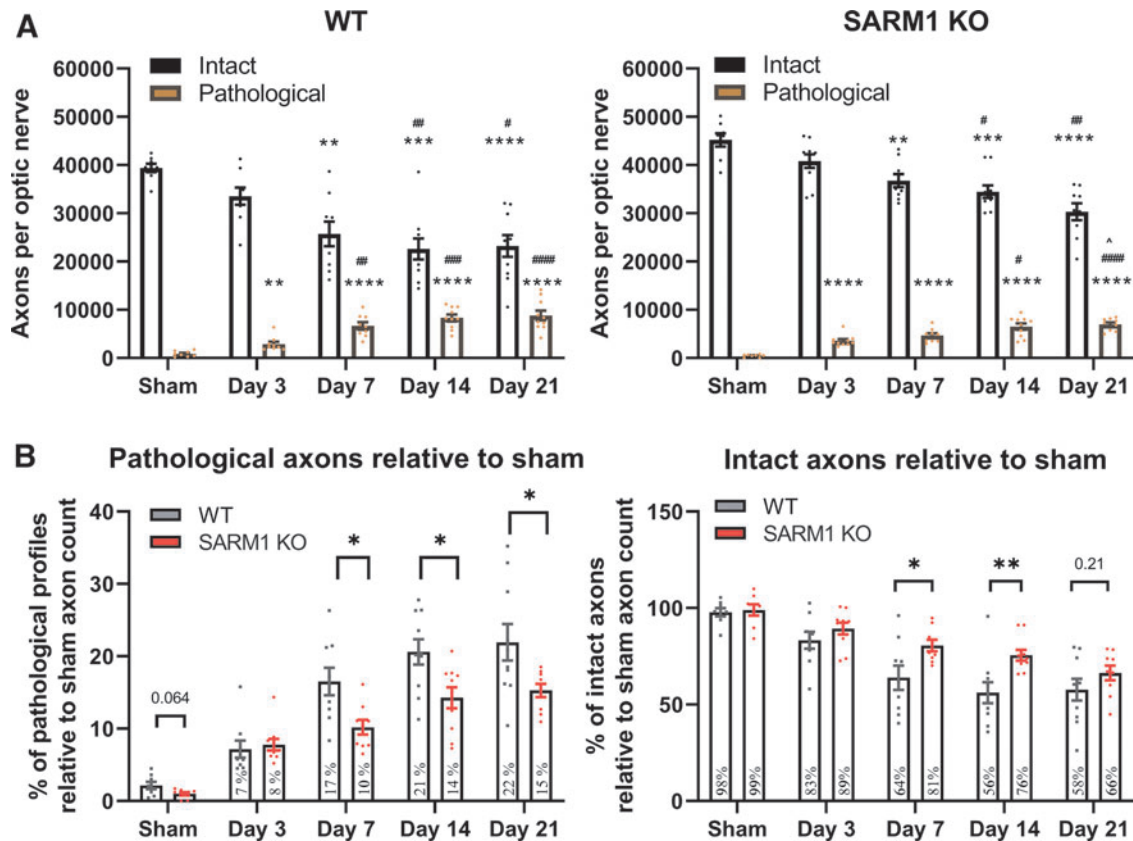 A
WT
SARM1 KO
Axons per optic nerve
60000
50000
40000
30000
20000
10000
0
Intact
Pathological
**
##
***
#
****
**
##
****
###
****
####
****
Sham
Day 3
Day 7
Day 14
Day 21
Axons per optic nerve
60000
50000
40000
30000
20000
10000
0
Intact
Pathological
**
#
***
##
****
****
****
#
****
^
####
****
Sham
Day 3
Day 7
Day 14
Day 21
B
Pathological axons relative to sham
% of pathological profiles
relative to sham axon count
40
30
20
10
0
WT
SARM1 KO
0.064
*
*
*
7 %
8 %
17 %
10 %
21 %
14 %
22 %
15 %
Sham
Day 3
Day 7
Day 14
Day 21
Intact axons relative to sham
% of intact axons
relative to sham axon count
150
100
50
0
WT
SARM1 KO
*
**
0.21
98%
99%
83%
89%
64%
81%
56%
76%
58%
66%
Sham
Day 3
Day 7
Day 14
Day 21